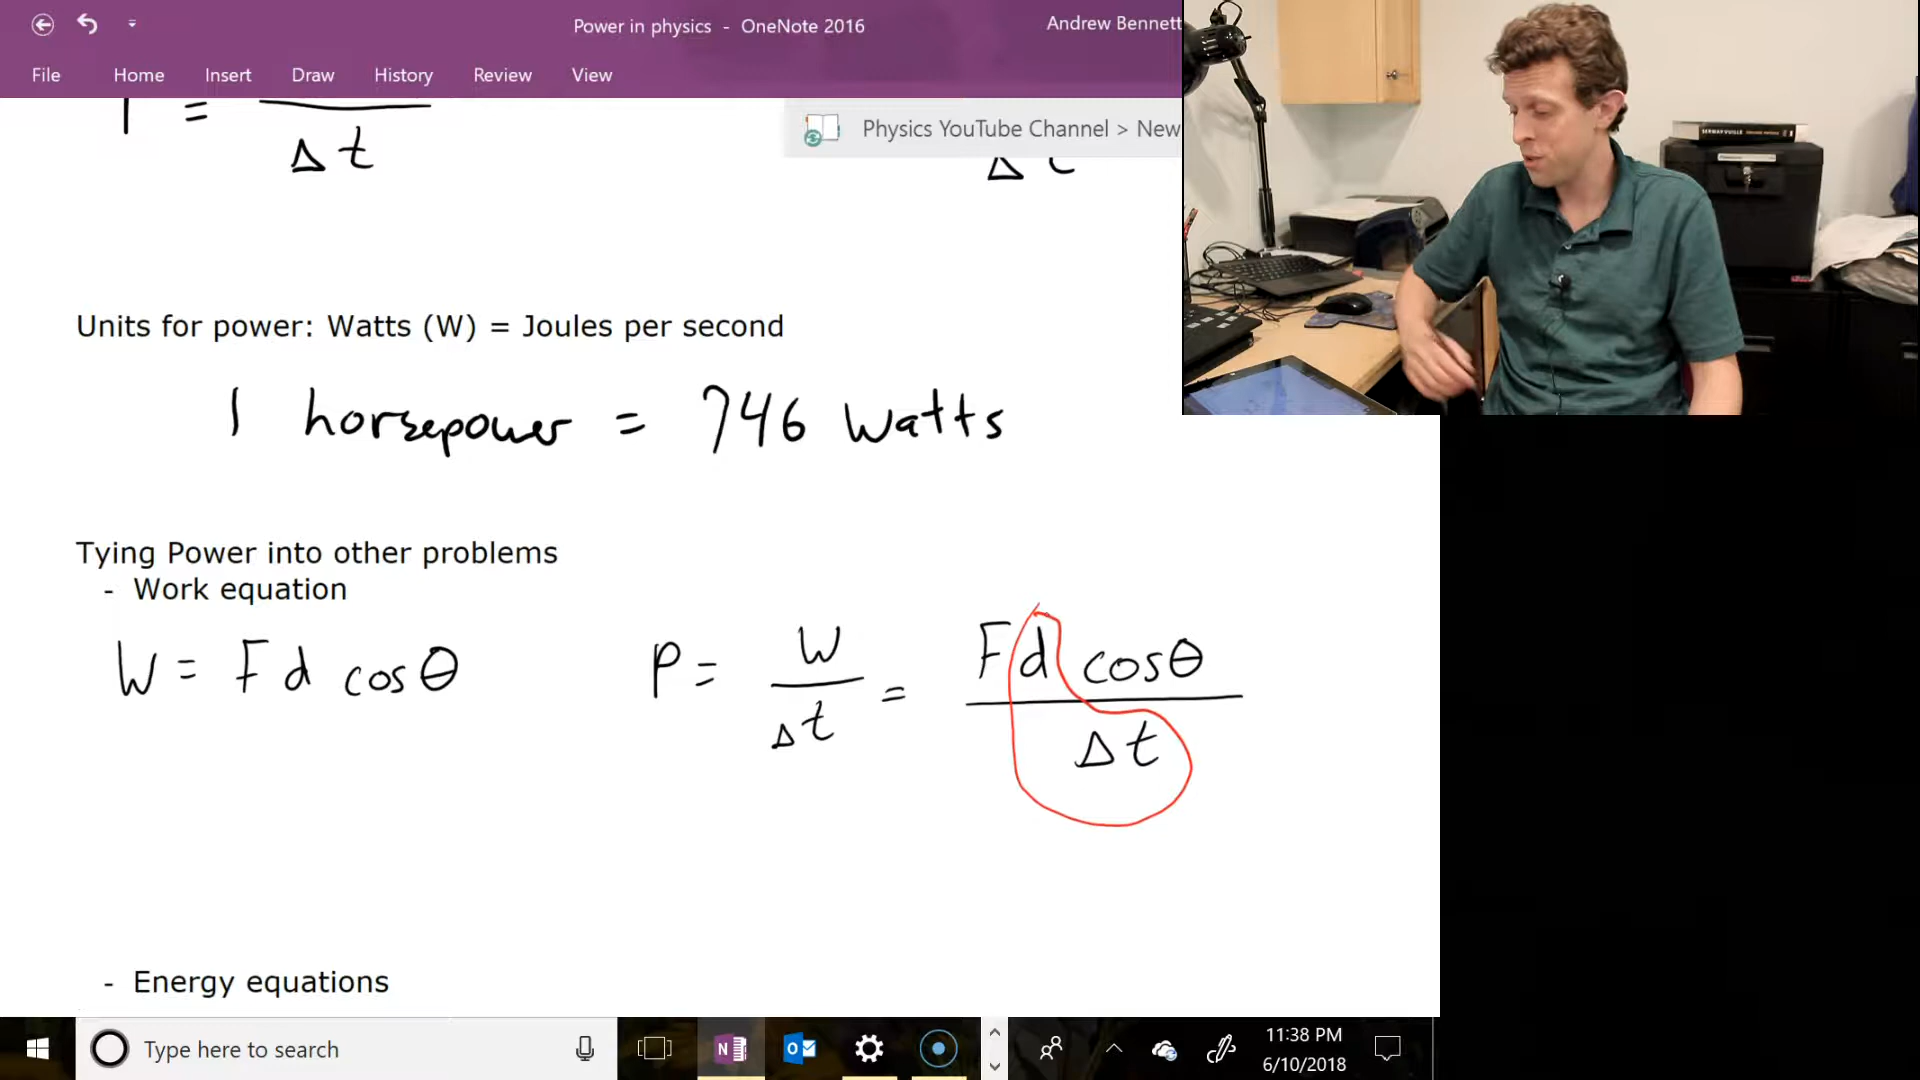 Power in physics - OneNote 2016
Andrew Bennett
File Home Insert Draw History Review View
Physics YouTube Channel > New
=
Δt
Δt
Units for power: Watts (W) = Joules per second
1 horsepower = 746 watts
Tying Power into other problems
- Work equation
W = Fd cosθ
P = W / Δt = Fd cosθ / Δt
- Energy equations
Type here to search
11:38 PM
6/10/2018